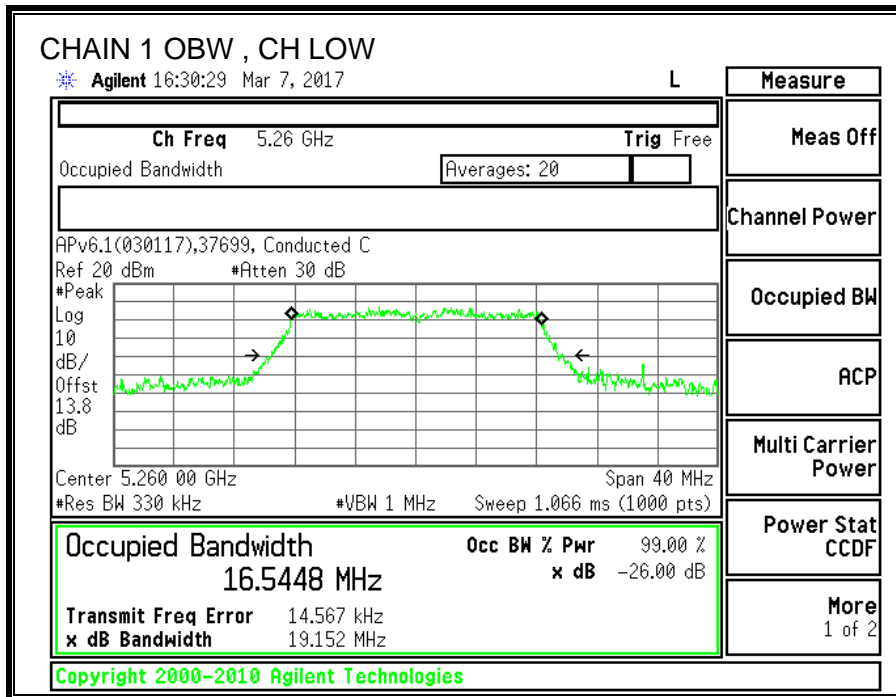 CHAIN 1 OBW , CH LOW
Agilent 16:30:29 Mar 7, 2017 L
Measure
Ch Freq 5.26 GHz Trig Free
Occupied Bandwidth Averages: 20
APv6.1(030117),37699, Conducted C
Ref 20 dBm #Atten 30 dB
#Peak
Log
10
dB/
Offst
13.8
dB
Center 5.260 00 GHz Span 40 MHz
#Res BW 330 kHz #VBW 1 MHz Sweep 1.066 ms (1000 pts)
Occupied Bandwidth Occ BW % Pwr 99.00 %
16.5448 MHz x dB -26.00 dB
Transmit Freq Error 14.567 kHz
x dB Bandwidth 19.152 MHz
Copyright 2000-2010 Agilent Technologies
Meas Off
Channel Power
Occupied BW
ACP
Multi Carrier
Power
Power Stat
CCDF
More
1 of 2